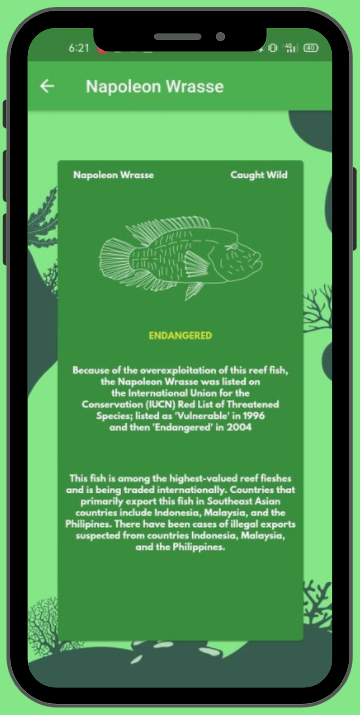 6:21
Napoleon Wrasse
Napoleon Wrasse Caught Wild
ENDANGERED
Because of the overexploitation of this reef fish,
the Napoleon Wrasse was listed on
the International Union for the
Conservation (IUCN) Red List of Threatened
Species; listed as 'Vulnerable' in 1996
and then 'Endangered' in 2004
This fish is among the highest-valued reef fieshes
and is being traded internationally. Countries that
primarily export this fish in Southeast Asian
countries include Indonesia, Malaysia, and the
Philipines. There have been cases of illegal exports
suspected from countries Indonesia, Malaysia,
and the Philippines.